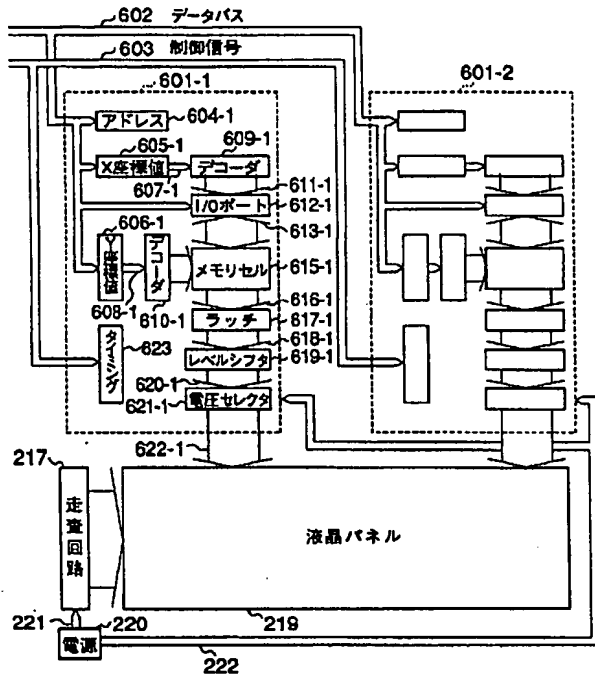 602 データバス
603 制御信号
601-1
601-2
アドレス 604-1
605-1
609-1
X座標値
607-1
デコーダ
611-1
I/Oポート 612-1
613-1
606-1
Y座標値
608-1
デコーダ
610-1
メモリセル 615-1
616-1
ラッチ 617-1
618-1
タイミング
623
レベルシフタ 619-1
620-1
621-1 電圧セレクタ
622-1
217
走査回路
液晶パネル
221
220
219
電源
222